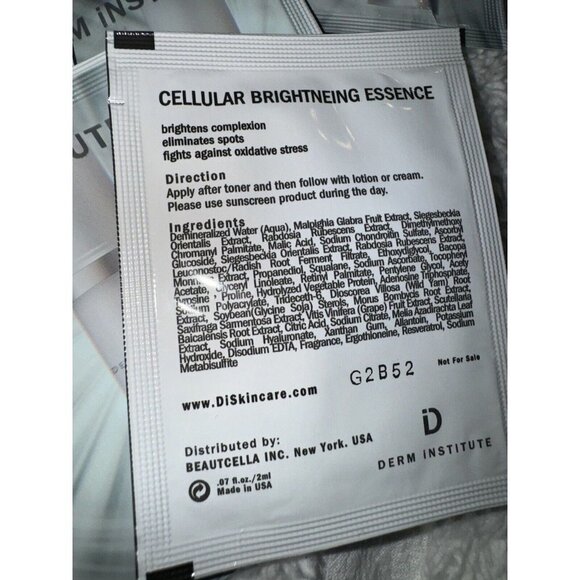 M iNST
UTE
CELLULAR BRIGHTNEING ESSENCE
brightens complexion
eliminates spots
fights against oxidative stress
Direction
Apply after toner and then follow with lotion or cream.
Please use sunscreen product during the day.
Ingredients
Demineralized Water (Aqua), Malpighia Glabra Fruit Extract, Siegesbeckia
Orientalis Extract, Rabdosia Rubescens Extract, Dimethylmethoxy
Chromanyl Palmitate, Malic Acid, Sodium Chondroitin Sulfate, Ascorbyl
Glucoside, Siegesbeckia Orientalis Extract, Rabdosia Rubescens Extract,
Leuconostoc/Radish Root Ferment Filtrate, Ethoxydiglycol,
Extract, Propanediol, Squalane, Sodium Ascorbate, Tocopheryl
Acetate, Glyceryl Linoleate, Retinyl Palmitate, Pentylene Glycol, Acetyl
Tyrosine, Proline, Hydrolyzed Vegetable Protein, Adenosine Triphosphate,
Sodium Polyacrylate, Trideceth-6, Dioscorea Villosa (Wild Yam) Root
Extract, Soybean(Glycine Soja) Sterols, Morus Bombycis Root Extract,
Saxifraga Sarmentosa Extract, Vitis Vinifera (Grape) Fruit Extract, Scutellaria
Baicalensis Root Extract, Citric Acid, Sodium Citrate, Melia Azadirachta Leaf
Extract, Sodium Hyaluronate, Xanthan Gum, Allantoin, Potassium
Hydroxide, Disodium EDTA, Fragrance, Ergothioneine, Resveratrol, Sodium
Metabisulfite
G2B52
Not For Sale
www.DiSkincare.com
Distributed by:
BEAUTCELLA INC. New York. USA
.07 fl.oz./2ml
Made in USA
iD
DERM iNSTITUTE